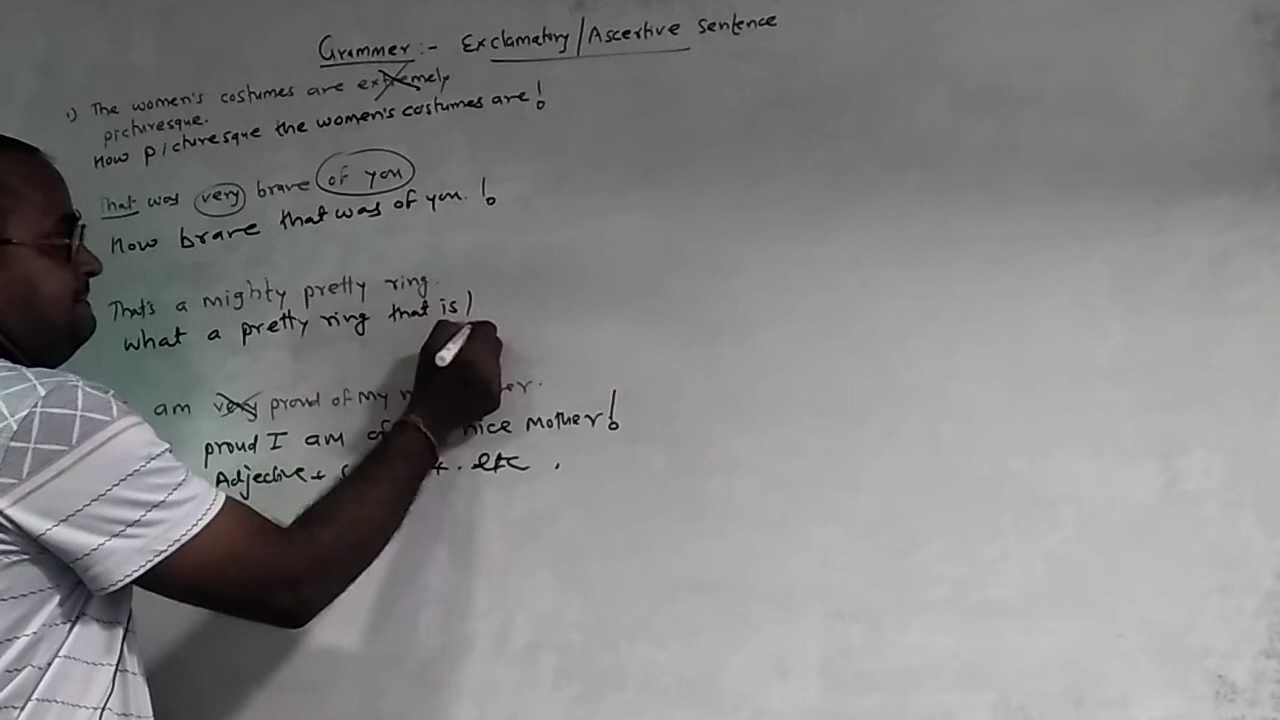 Grammer :- Exclamatory/Ascertive sentence
1) The women's costumes are extremely
picturesque.
How picturesque the women's costumes are!
That was very brave of you
How brave that was of you. !
That's a mighty pretty ring.
what a pretty ring that is
am very proud of my
proud I am of nice Mother!
Adjective + + . etc .